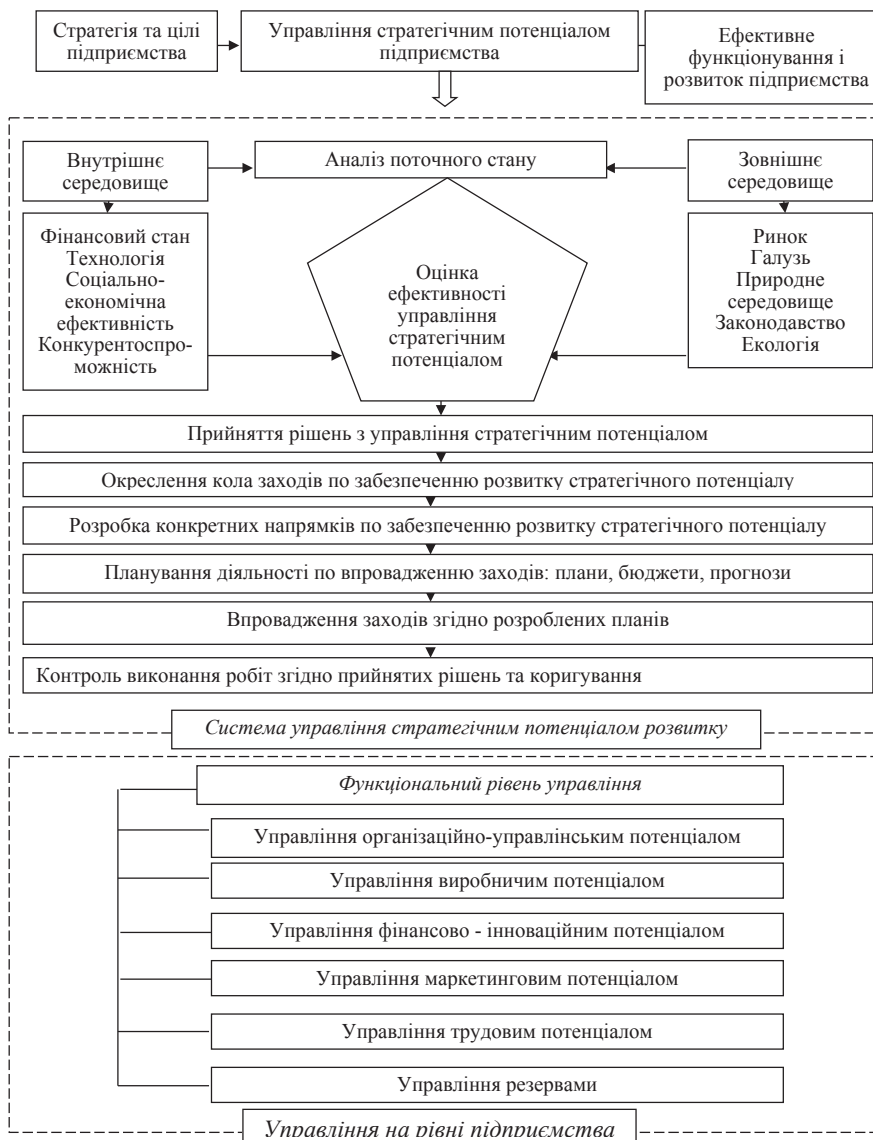 Стратегія та цілі
підприємства
Управління стратегічним потенціалом
підприємства
Ефективне
функціонування і
розвиток підприємства
Внутрішнє
середовище
Аналіз поточного стану
Зовнішнє
середовище
Фінансовий стан
Технологія
Соціально-
економічна
ефективність
Конкурентоспро-
можність
Оцінка
ефективності
управління
стратегічним
потенціалом
Ринок
Галузь
Природне
середовище
Законодавство
Екологія
Прийняття рішень з управління стратегічним потенціалом
Окреслення кола заходів по забезпеченню розвитку стратегічного потенціалу
Розробка конкретних напрямків по забезпеченню розвитку стратегічного потенціалу
Планування діяльності по впровадженню заходів: плани, бюджети, прогнози
Впровадження заходів згідно розроблених планів
Контроль виконання робіт згідно прийнятих рішень та коригування
Система управління стратегічним потенціалом розвитку
Функціональний рівень управління
Управління організаційно-управлінським потенціалом
Управління виробничим потенціалом
Управління фінансово - інноваційним потенціалом
Управління маркетинговим потенціалом
Управління трудовим потенціалом
Управління резервами
Управління на рівні підприємства